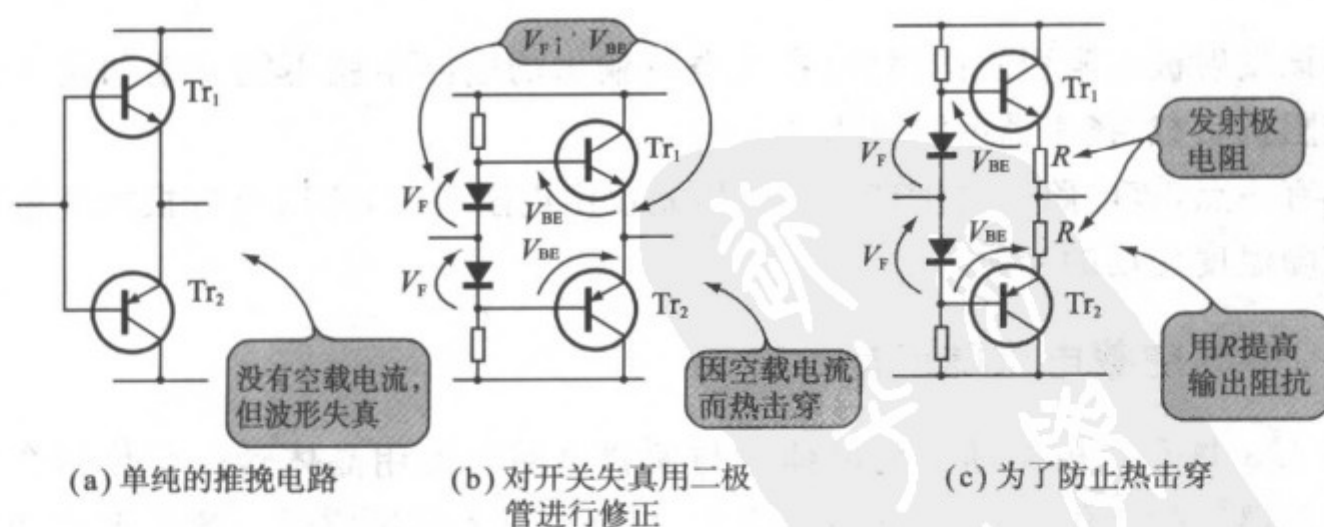 V_F ; V_BE
Tr₁
Tr₂
没有空载电流,
但波形失真
(a) 单纯的推挽电路
V_F
V_F
V_BE
V_BE
Tr₁
Tr₂
因空载电流
而热击穿
(b) 对开关失真用二极
管进行修正
V_F
V_F
V_BE
V_BE
Tr₁
Tr₂
R
R
发射极
电阻
用R提高
输出阻抗
(c) 为了防止热击穿